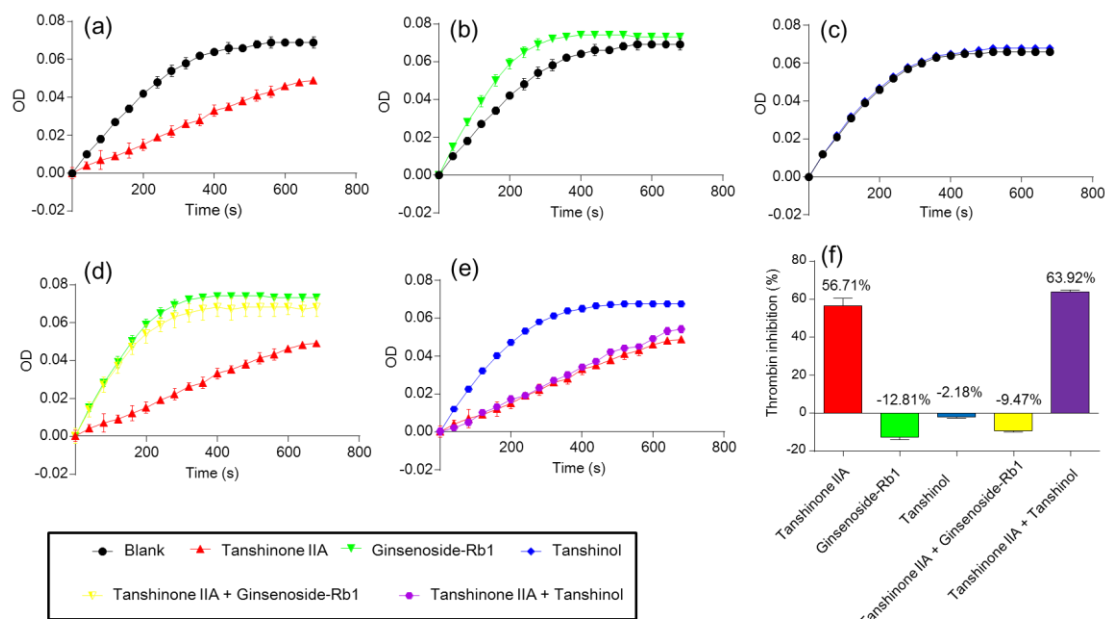 (a)
0.08
0.06
0.04
0.02
0.00
-0.02
OD
200
400
600
800
Time (s)
(b)
0.08
0.06
0.04
0.02
0.00
-0.02
OD
200
400
600
800
Time (s)
(c)
0.08
0.06
0.04
0.02
0.00
-0.02
OD
200
400
600
800
Time (s)
(d)
0.08
0.06
0.04
0.02
0.00
-0.02
OD
200
400
600
800
Time (s)
(e)
0.08
0.06
0.04
0.02
0.00
-0.02
OD
200
400
600
800
Time (s)
(f)
80
60
40
20
0
-20
Thrombin inhibition (%)
56.71%
-12.81%
-2.18%
-9.47%
63.92%
Tanshinone IIA
Ginsenoside-Rb1
Tanshinol
Tanshinone IIA + Ginsenoside-Rb1
Tanshinone IIA + Tanshinol
Blank
Tanshinone IIA
Ginsenoside-Rb1
Tanshinol
Tanshinone IIA + Ginsenoside-Rb1
Tanshinone IIA + Tanshinol